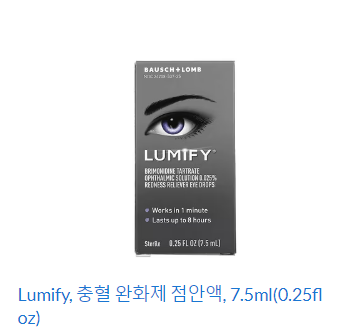 BAUSCH + LOMB
LUMIFY
BRIMONIDINE TARTRATE
OPHTHALMIC SOLUTION 0.025%
REDNESS RELIEVER EYE DROPS
Works in 1 minute
Lasts up to 8 hours
Sterile 0.25 FL OZ (7.5 mL)
Lumify, 충혈 완화제 점안액, 7.5ml(0.25fl
oz)